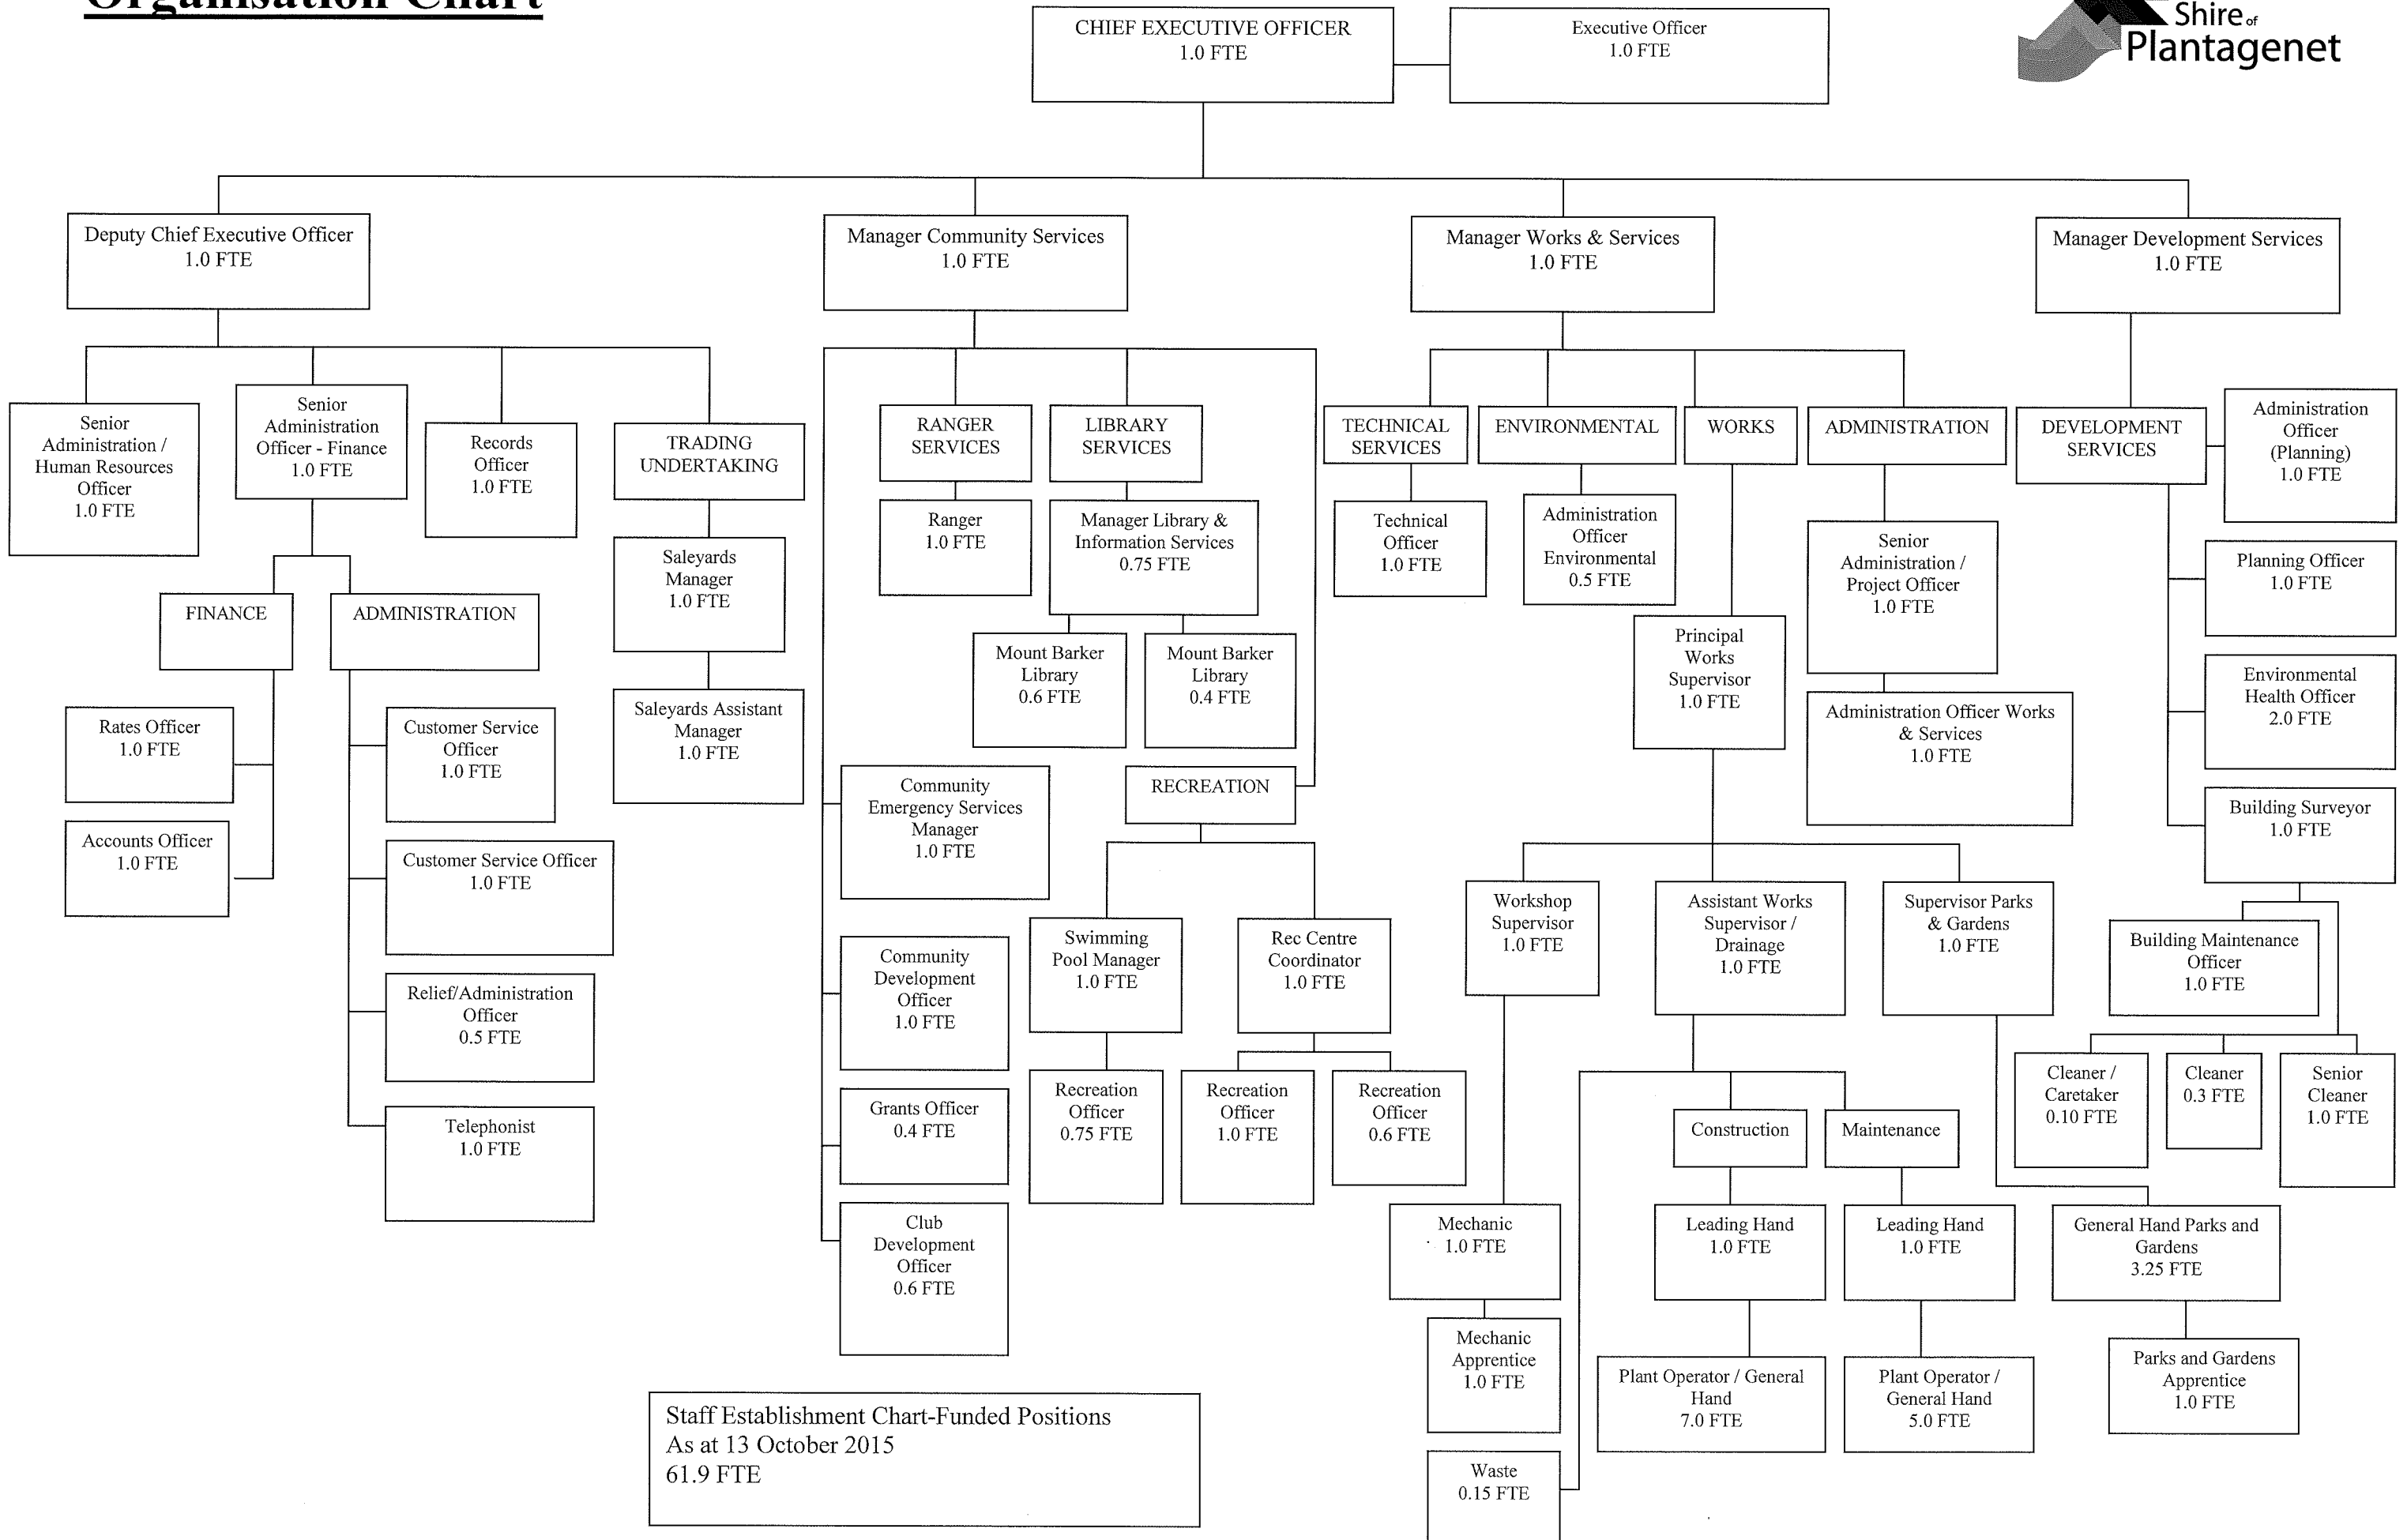 Organisation Chart
Shire of
Plantagenet
CHIEF EXECUTIVE OFFICER
1.0 FTE
Executive Officer
1.0 FTE
Deputy Chief Executive Officer
1.0 FTE
Manager Community Services
1.0 FTE
Manager Works & Services
1.0 FTE
Manager Development Services
1.0 FTE
Senior
Administration /
Human Resources
Officer
1.0 FTE
Senior
Administration
Officer - Finance
1.0 FTE
Records
Officer
1.0 FTE
TRADING
UNDERTAKING
Saleyards
Manager
1.0 FTE
Saleyards Assistant
Manager
1.0 FTE
FINANCE
ADMINISTRATION
Rates Officer
1.0 FTE
Accounts Officer
1.0 FTE
Customer Service
Officer
1.0 FTE
Customer Service Officer
1.0 FTE
Relief/Administration
Officer
0.5 FTE
Telephonist
1.0 FTE
RANGER
SERVICES
Ranger
1.0 FTE
LIBRARY
SERVICES
Manager Library &
Information Services
0.75 FTE
Mount Barker
Library
0.6 FTE
Mount Barker
Library
0.4 FTE
Community
Emergency Services
Manager
1.0 FTE
Community
Development
Officer
1.0 FTE
Grants Officer
0.4 FTE
Club
Development
Officer
0.6 FTE
RECREATION
Swimming
Pool Manager
1.0 FTE
Rec Centre
Coordinator
1.0 FTE
Recreation
Officer
0.75 FTE
Recreation
Officer
1.0 FTE
Recreation
Officer
0.6 FTE
TECHNICAL
SERVICES
Technical
Officer
1.0 FTE
ENVIRONMENTAL
Administration
Officer
Environmental
0.5 FTE
WORKS
Principal
Works
Supervisor
1.0 FTE
ADMINISTRATION
Senior
Administration /
Project Officer
1.0 FTE
Administration Officer Works
& Services
1.0 FTE
Workshop
Supervisor
1.0 FTE
Assistant Works
Supervisor /
Drainage
1.0 FTE
Supervisor Parks
& Gardens
1.0 FTE
Mechanic
1.0 FTE
Mechanic
Apprentice
1.0 FTE
Waste
0.15 FTE
Construction
Maintenance
Leading Hand
1.0 FTE
Leading Hand
1.0 FTE
Plant Operator / General
Hand
7.0 FTE
Plant Operator /
General Hand
5.0 FTE
General Hand Parks and
Gardens
3.25 FTE
Parks and Gardens
Apprentice
1.0 FTE
DEVELOPMENT
SERVICES
Administration
Officer
(Planning)
1.0 FTE
Planning Officer
1.0 FTE
Environmental
Health Officer
2.0 FTE
Building Surveyor
1.0 FTE
Building Maintenance
Officer
1.0 FTE
Cleaner /
Caretaker
0.10 FTE
Cleaner
0.3 FTE
Senior
Cleaner
1.0 FTE
Staff Establishment Chart-Funded Positions
As at 13 October 2015
61.9 FTE